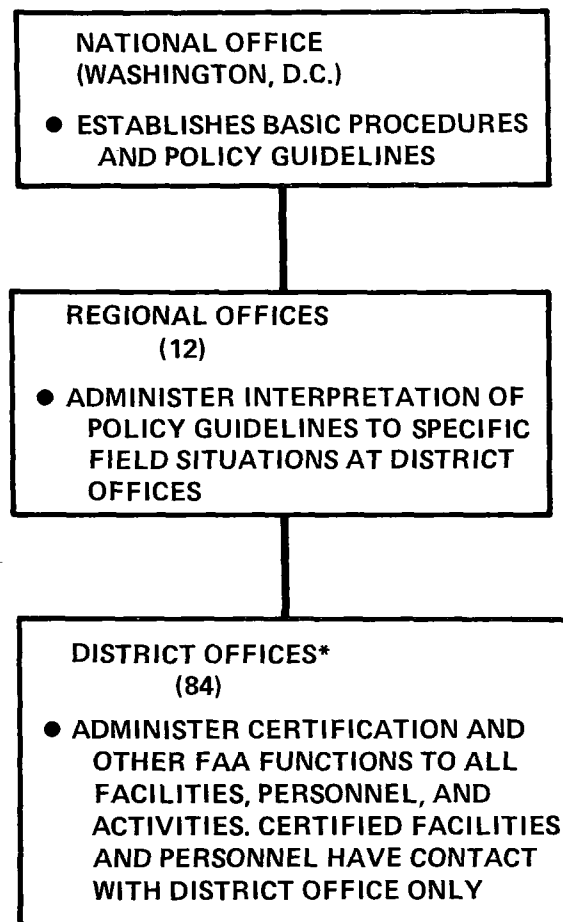 NATIONAL OFFICE
(WASHINGTON, D.C.)
● ESTABLISHES BASIC PROCEDURES
AND POLICY GUIDELINES
REGIONAL OFFICES
(12)
● ADMINISTER INTERPRETATION OF
POLICY GUIDELINES TO SPECIFIC
FIELD SITUATIONS AT DISTRICT
OFFICES
DISTRICT OFFICES*
(84)
● ADMINISTER CERTIFICATION AND
OTHER FAA FUNCTIONS TO ALL
FACILITIES, PERSONNEL, AND
ACTIVITIES. CERTIFIED FACILITIES
AND PERSONNEL HAVE CONTACT
WITH DISTRICT OFFICE ONLY